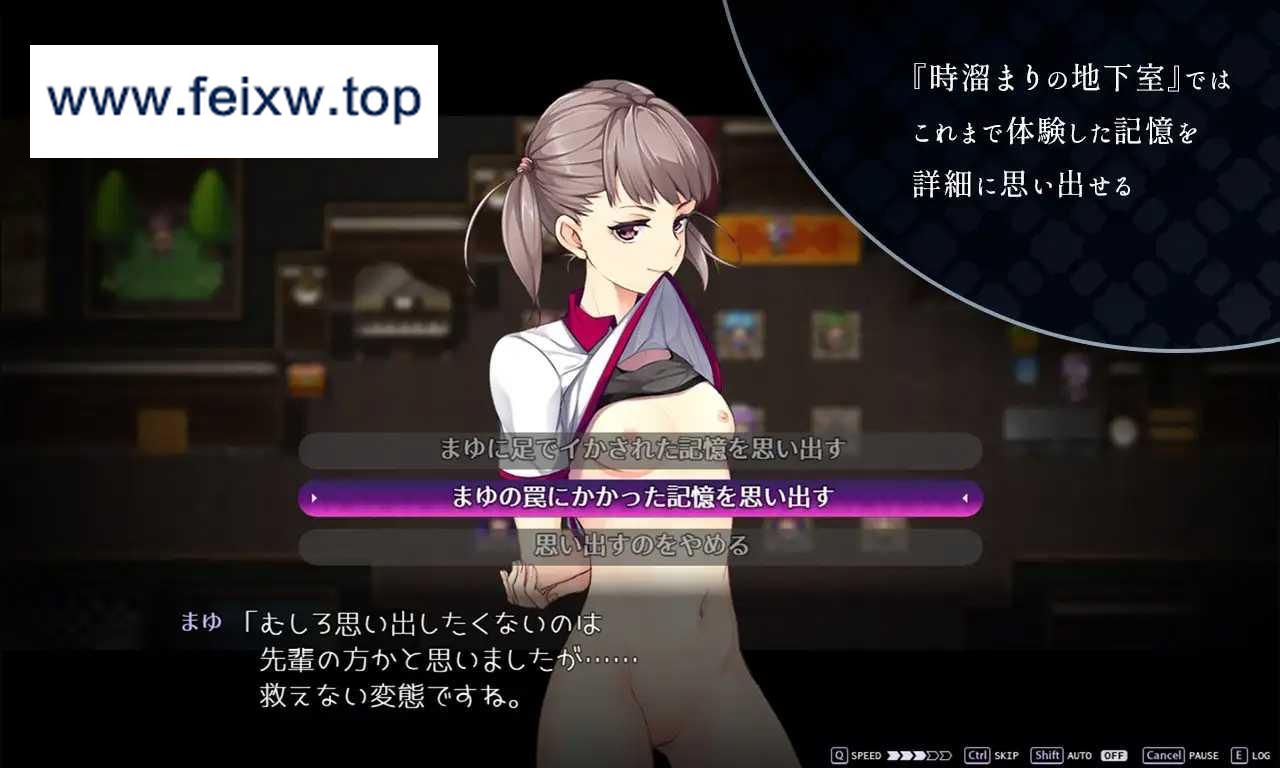 www.feixw.top
『時溜まりの地下室』では
これまで体験した記憶を
詳細に思い出せる
まゆに足でイかされた記憶を思い出す
まゆの罠にかかった記憶を思い出す
思い出すのをやめる
まゆ「むしろ思い出したくないのは
先輩の方かと思いましたが……
救えない変態ですね。
Q SPEED Ctrl SKIP Shift AUTO OFF Cancel PAUSE E LOG